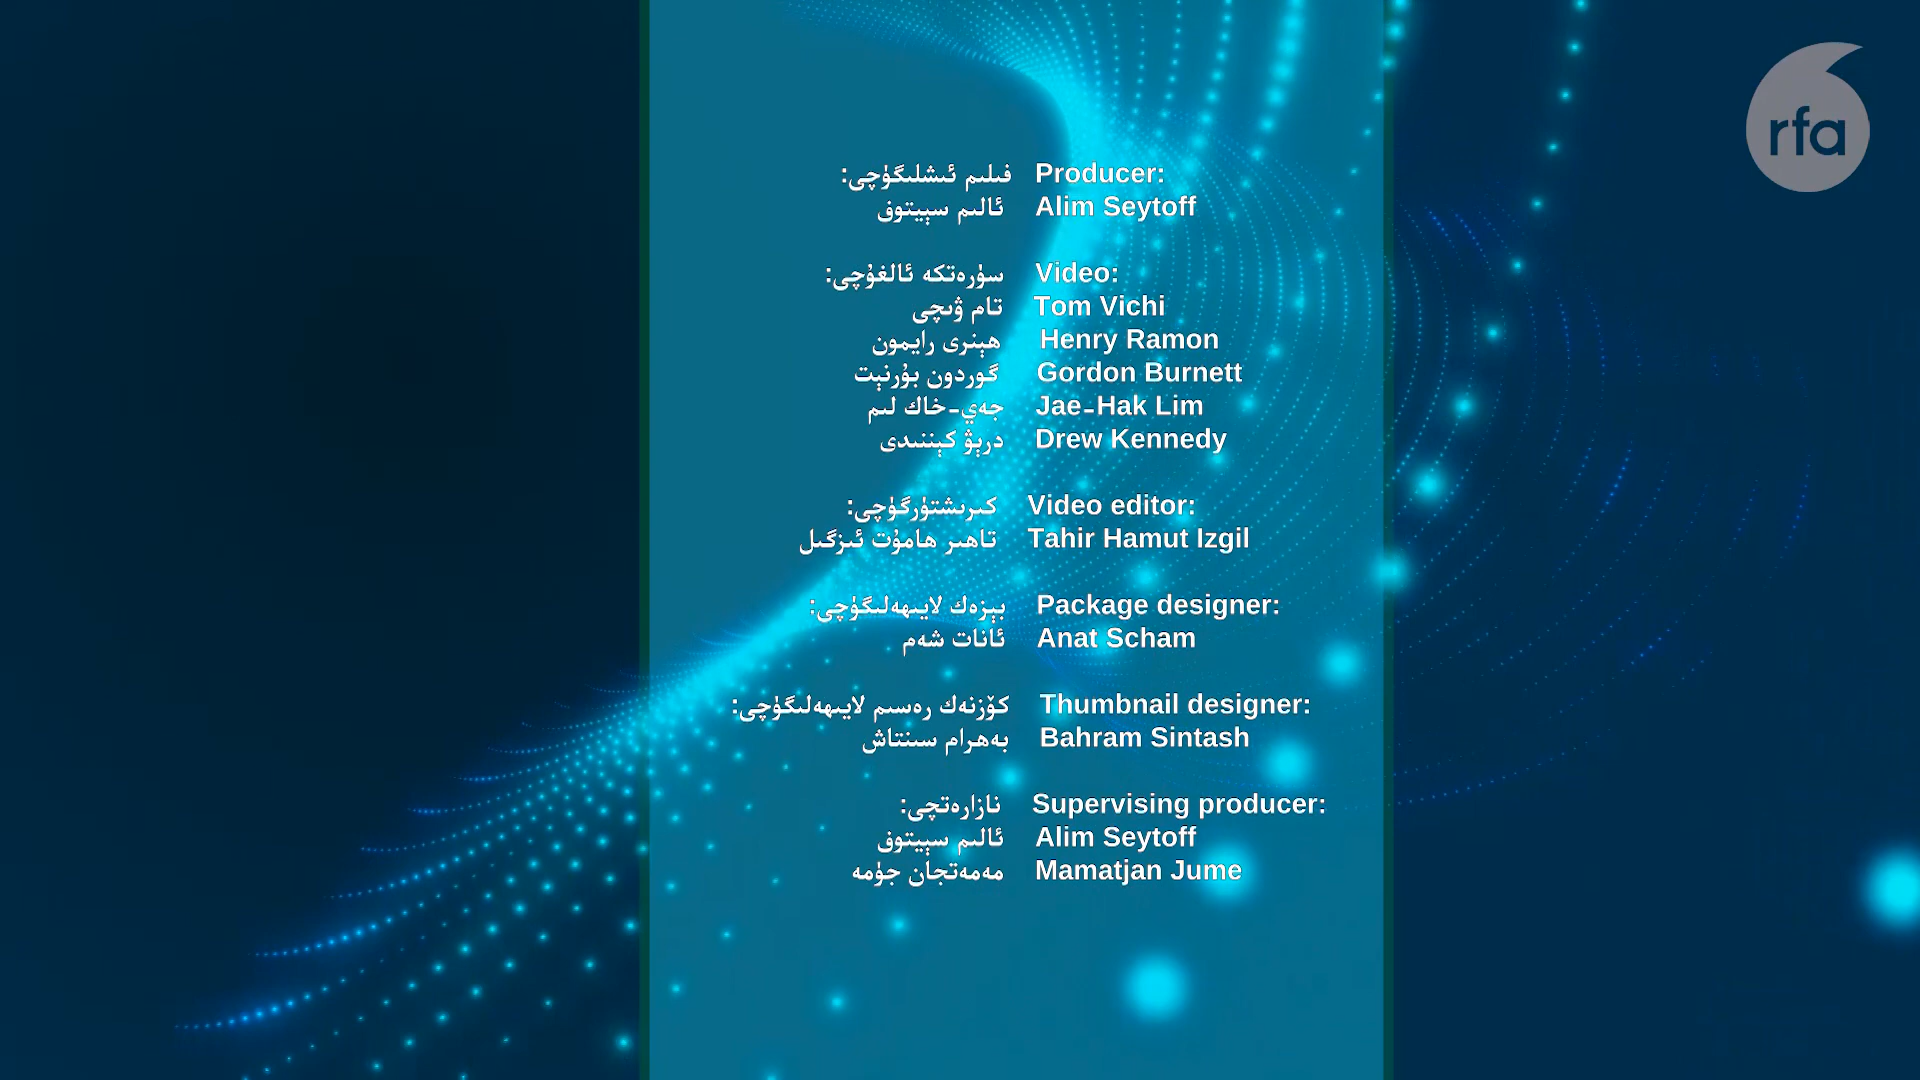 rfa
فىلىم ئىشلىگۈچى: Producer:
ئالىم سېيتوف Alim Seytoff
سۈرەتكە ئالغۇچى: Video:
تام ۋىچى Tom Vichi
ھېنرى رايمون Henry Ramon
گوردون بۇرنېت Gordon Burnett
جەي-خاك لىم Jae-Hak Lim
درېۋ كېننىدى Drew Kennedy
كىرىشتۈرگۈچى: Video editor:
تاھىر ھامۇت ئىزگىل Tahir Hamut Izgil
بېزەك لايىھەلىگۈچى: Package designer:
ئانات شەم Anat Scham
كۆزنەك رەسىم لايىھەلىگۈچى: Thumbnail designer:
بەھرام سىنتاش Bahram Sintash
نازارەتچى: Supervising producer:
ئالىم سېيتوف Alim Seytoff
مەمەتجان جۈمە Mamatjan Jume